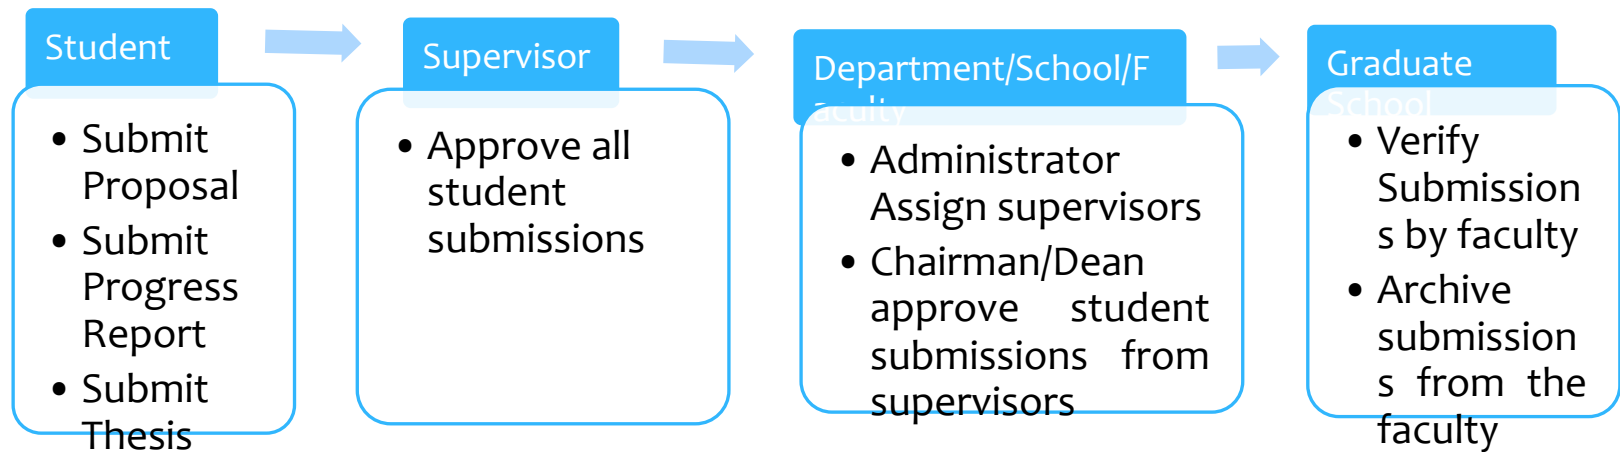 Student
• Submit
Proposal
• Submit
Progress
Report
• Submit
Thesis
Supervisor
• Approve all
student
submissions
Department/School/F
aculty
• Administrator
Assign supervisors
• Chairman/Dean
approve student
submissions from
supervisors
Graduate
School
• Verify
Submission
s by faculty
• Archive
submission
s from the
faculty